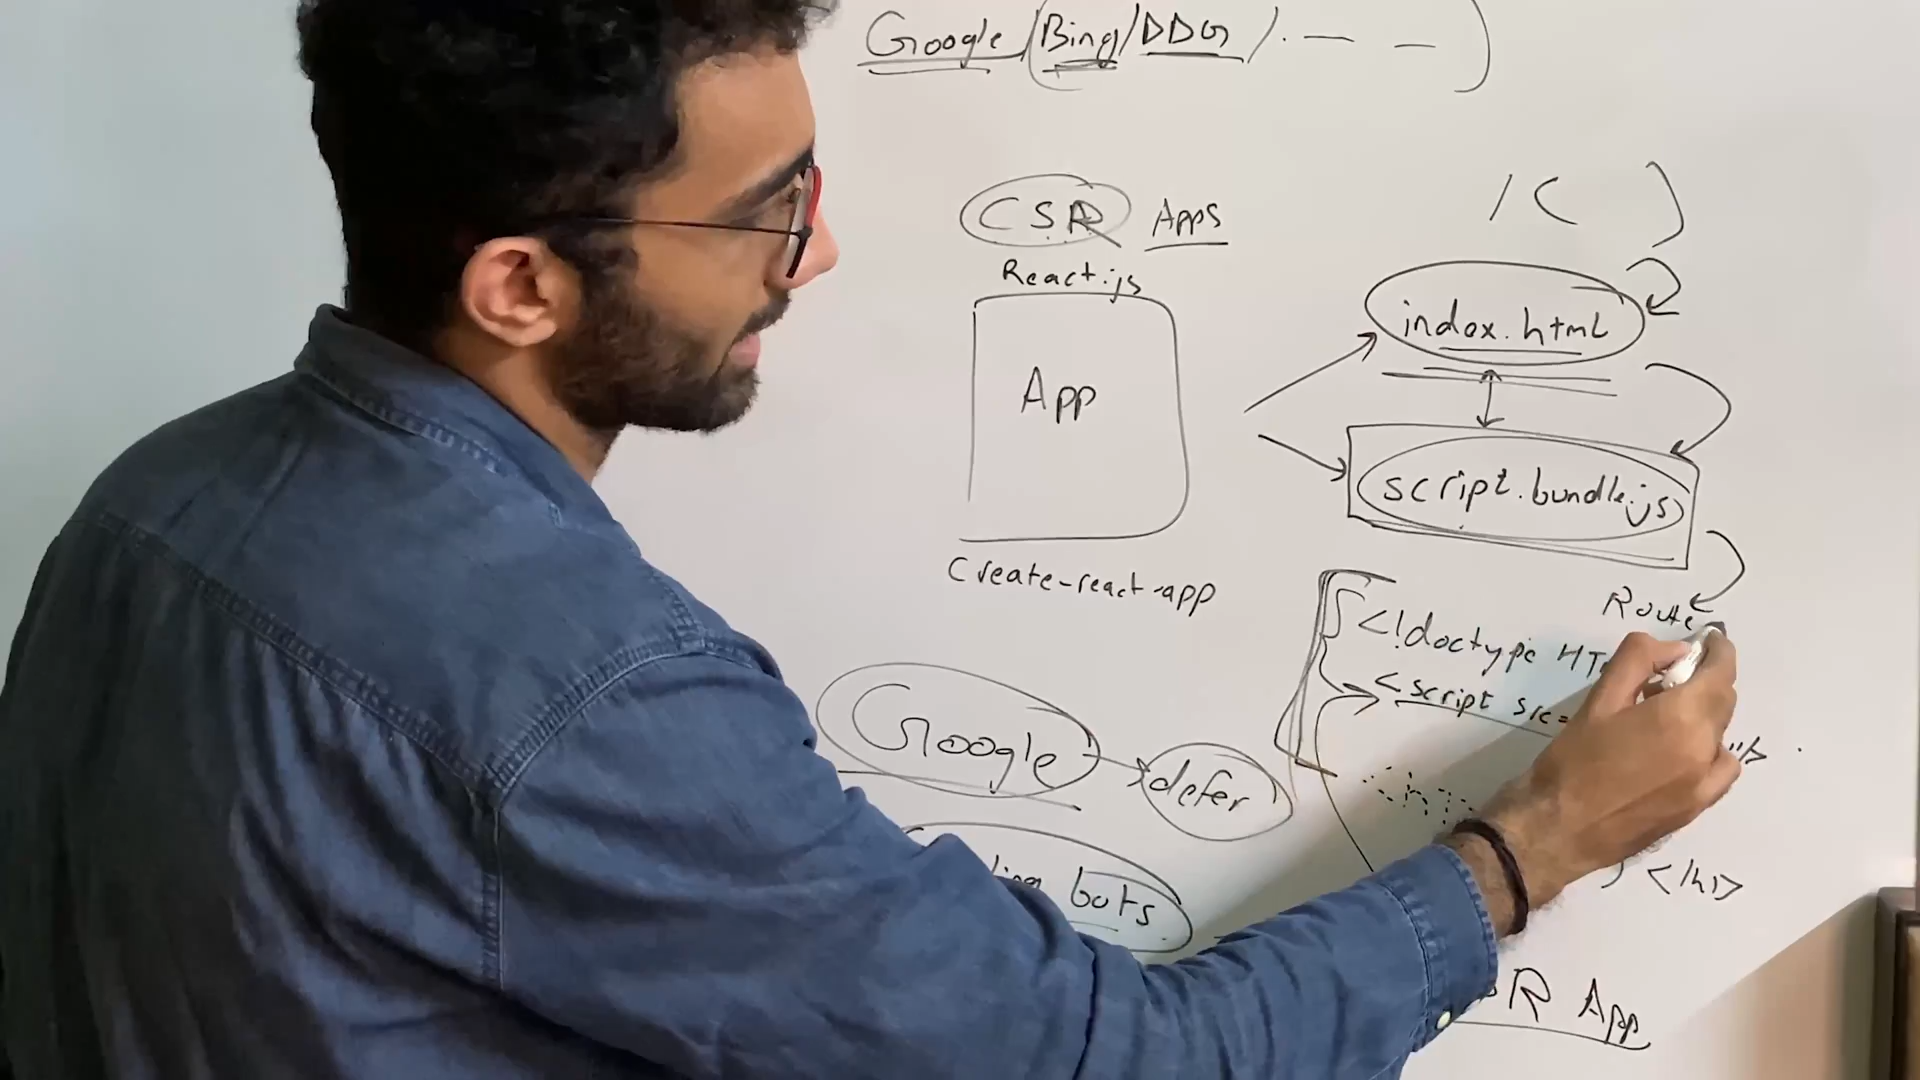 Google/(Bing/DDG/. — — )
CSR Apps
React.js
App
Create-react-app
/C
index.html
script.bundle.js
Route
<!doctype HT
<script src=
"/>
Google → defer
bots.
</h1>
SR App